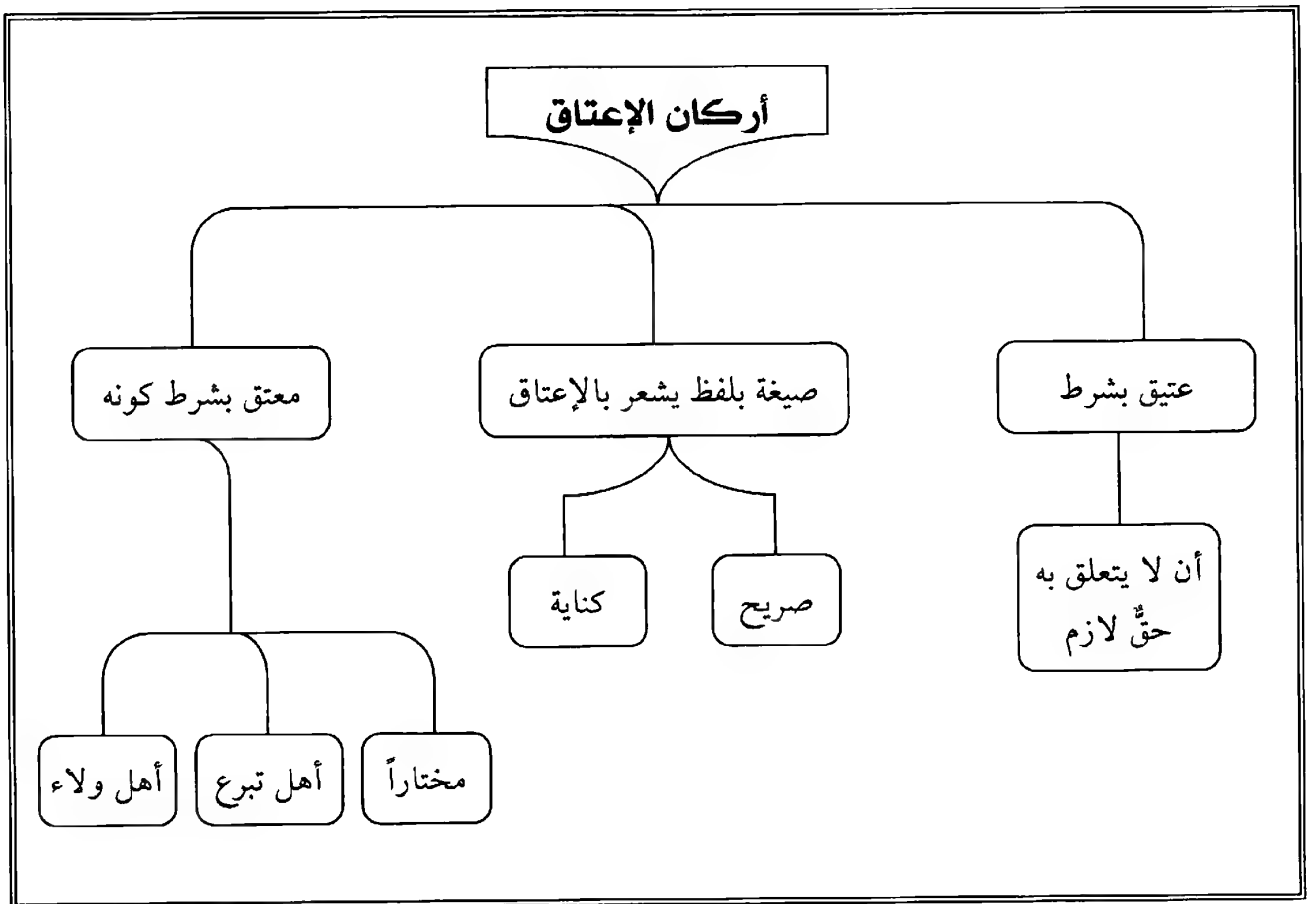 أركان الإعتاق
عتيق بشرط
صيغة بلفظ يشعر بالإعتاق
معتق بشرط كونه
أن لا يتعلق به
حقٌّ لازم
صريح
كناية
مختاراً
أهل تبرع
أهل ولاء